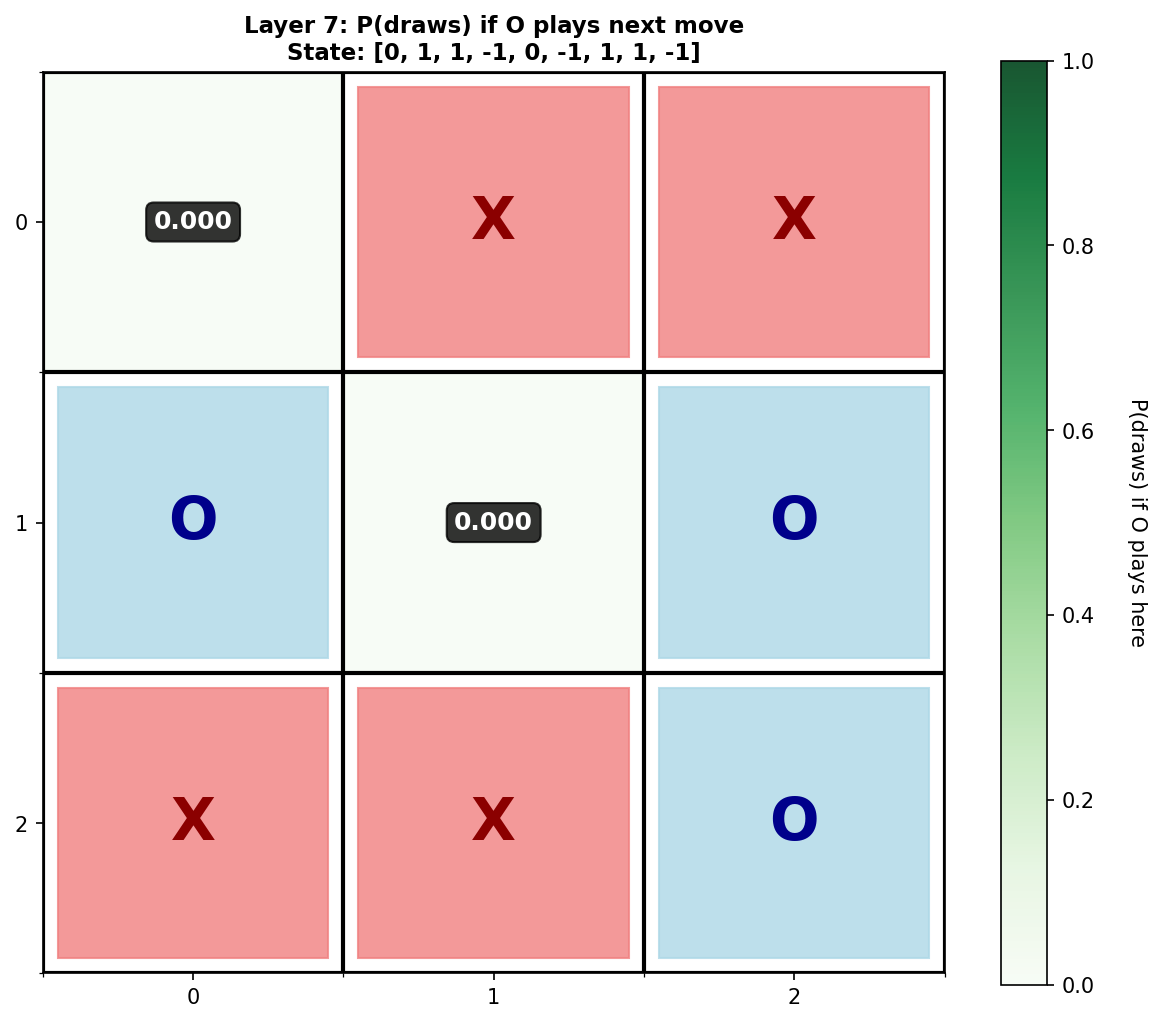 Layer 7: P(draws) if O plays next move
State: [0, 1, 1, -1, 0, -1, 1, 1, -1]
0
0.000
X
X
1
O
0.000
O
2
X
X
O
0
1
2
1.0
0.8
0.6
0.4
0.2
0.0
P(draws) if O plays here